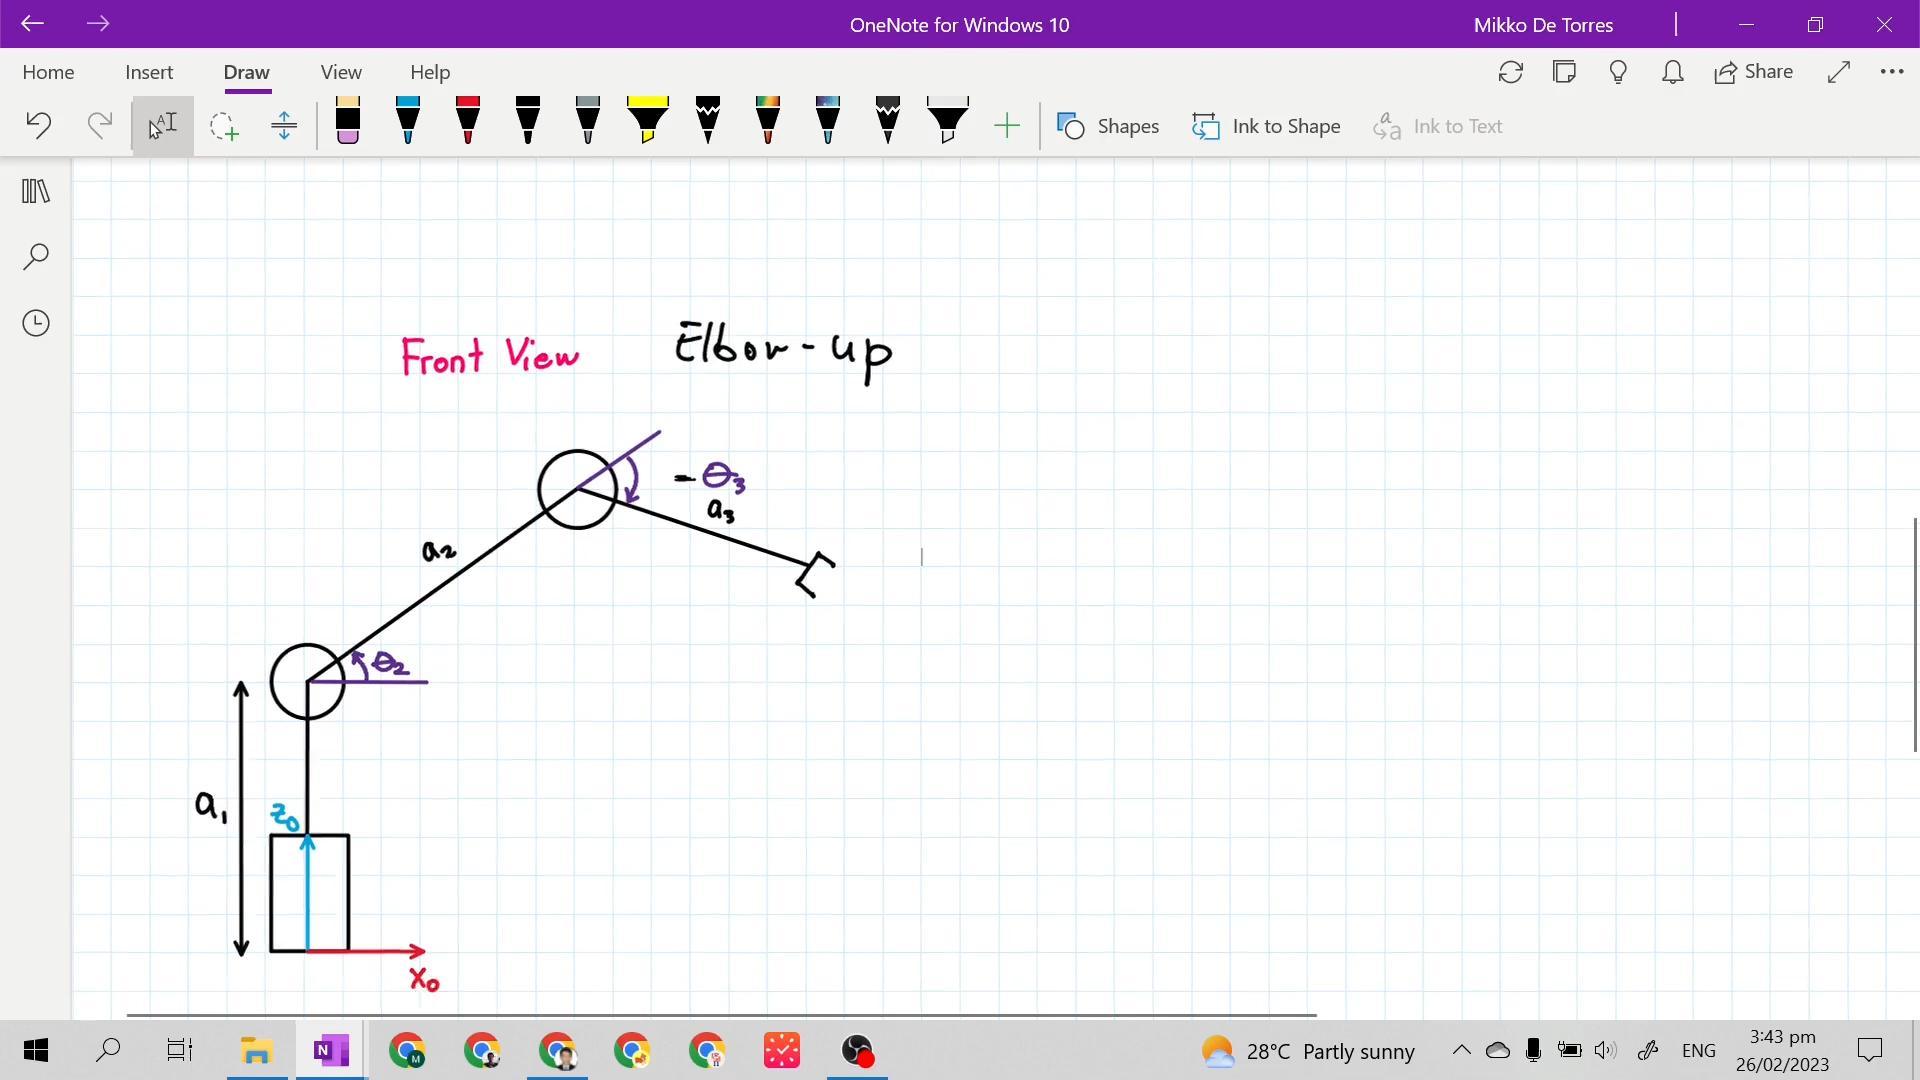 OneNote for Windows 10
Mikko De Torres
Home Insert Draw View Help
Share
Shapes
Ink to Shape
Ink to Text
Front View
Elbow-up
-θ3
a3
a2
θ2
a1
z0
x0
28°C Partly sunny
ENG
3:43 pm
26/02/2023